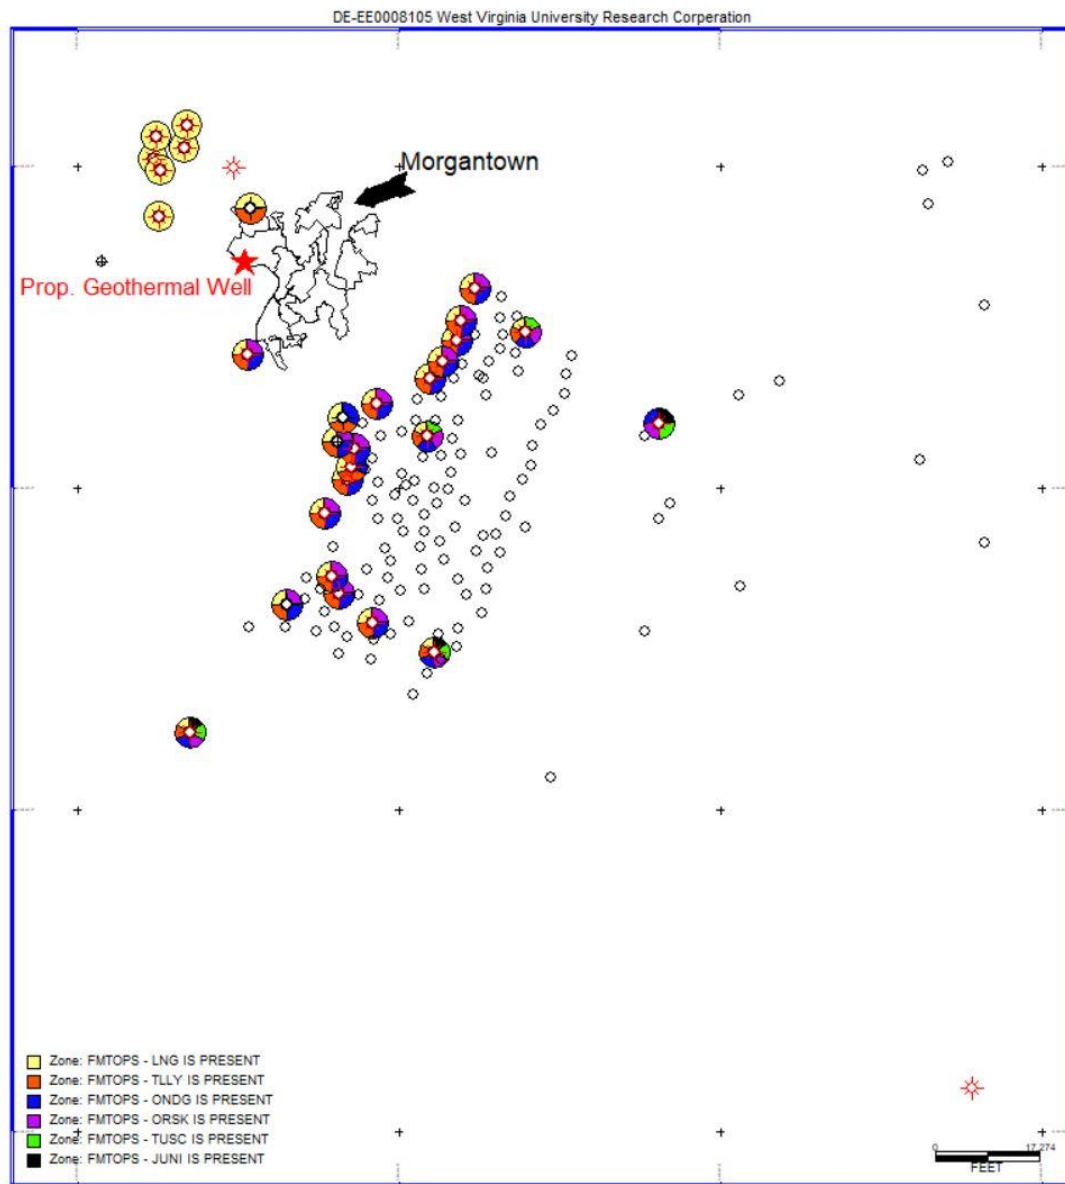 DE-EE0008105 West Virginia University Research Corperation
Morgantown
Prop. Geothermal Well
Zone: FMTOPS - LNG IS PRESENT
Zone: FMTOPS - TLLY IS PRESENT
Zone: FMTOPS - ONDG IS PRESENT
Zone: FMTOPS - ORSK IS PRESENT
Zone: FMTOPS - TUSC IS PRESENT
Zone: FMTOPS - JUNI IS PRESENT
0 17,274
FEET